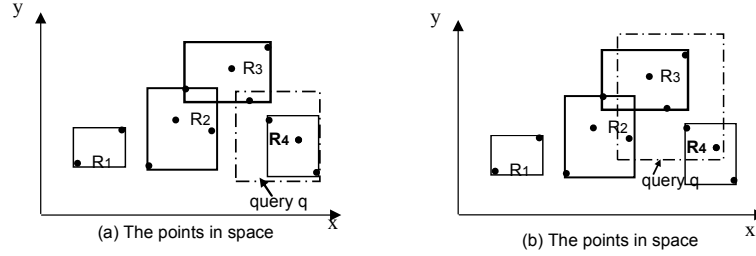 y
R3
R2
R4
R1
query q
x
(a) The points in space
y
R3
R2
R4
R1
query q
x
(b) The points in space